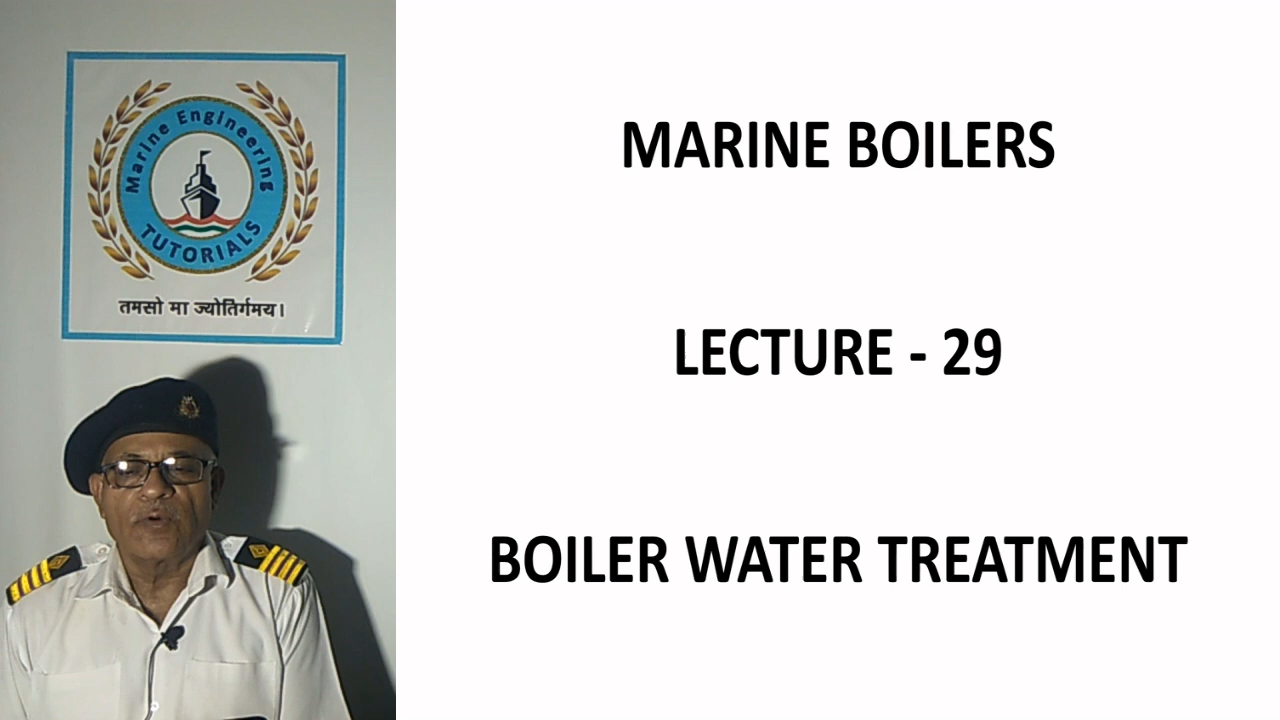 Marine Engineering
TUTORIALS
तमसो मा ज्योतिर्गमय।
MARINE BOILERS
LECTURE - 29
BOILER WATER TREATMENT